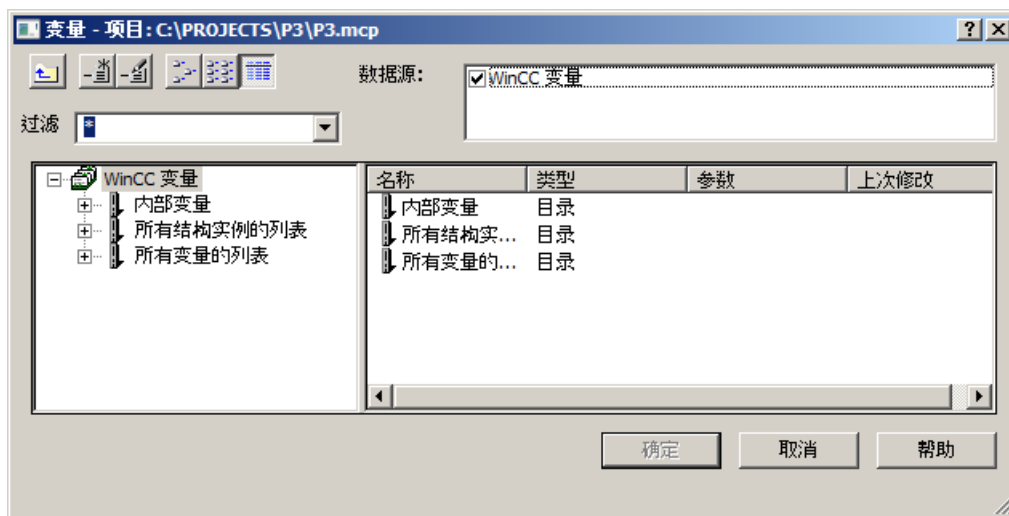 变量 - 项目: C:\PROJECTS\P3\P3.mcp
数据源:
WinCC 变量
过滤
*
WinCC 变量
内部变量
所有结构实例的列表
所有变量的列表
名称 类型 参数 上次修改
内部变量 目录
所有结构实... 目录
所有变量的... 目录
确定 取消 帮助